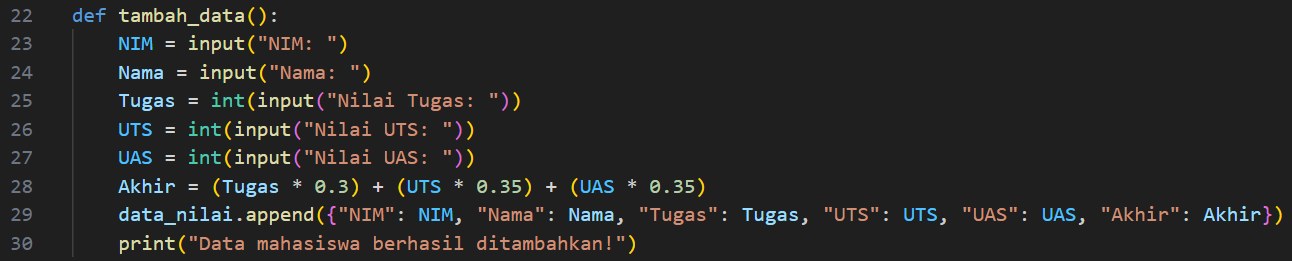 22 def tambah_data():
23     NIM = input("NIM: ")
24     Nama = input("Nama: ")
25     Tugas = int(input("Nilai Tugas: "))
26     UTS = int(input("Nilai UTS: "))
27     UAS = int(input("Nilai UAS: "))
28     Akhir = (Tugas * 0.3) + (UTS * 0.35) + (UAS * 0.35)
29     data_nilai.append({"NIM": NIM, "Nama": Nama, "Tugas": Tugas, "UTS": UTS, "UAS": UAS, "Akhir": Akhir})
30     print("Data mahasiswa berhasil ditambahkan!")